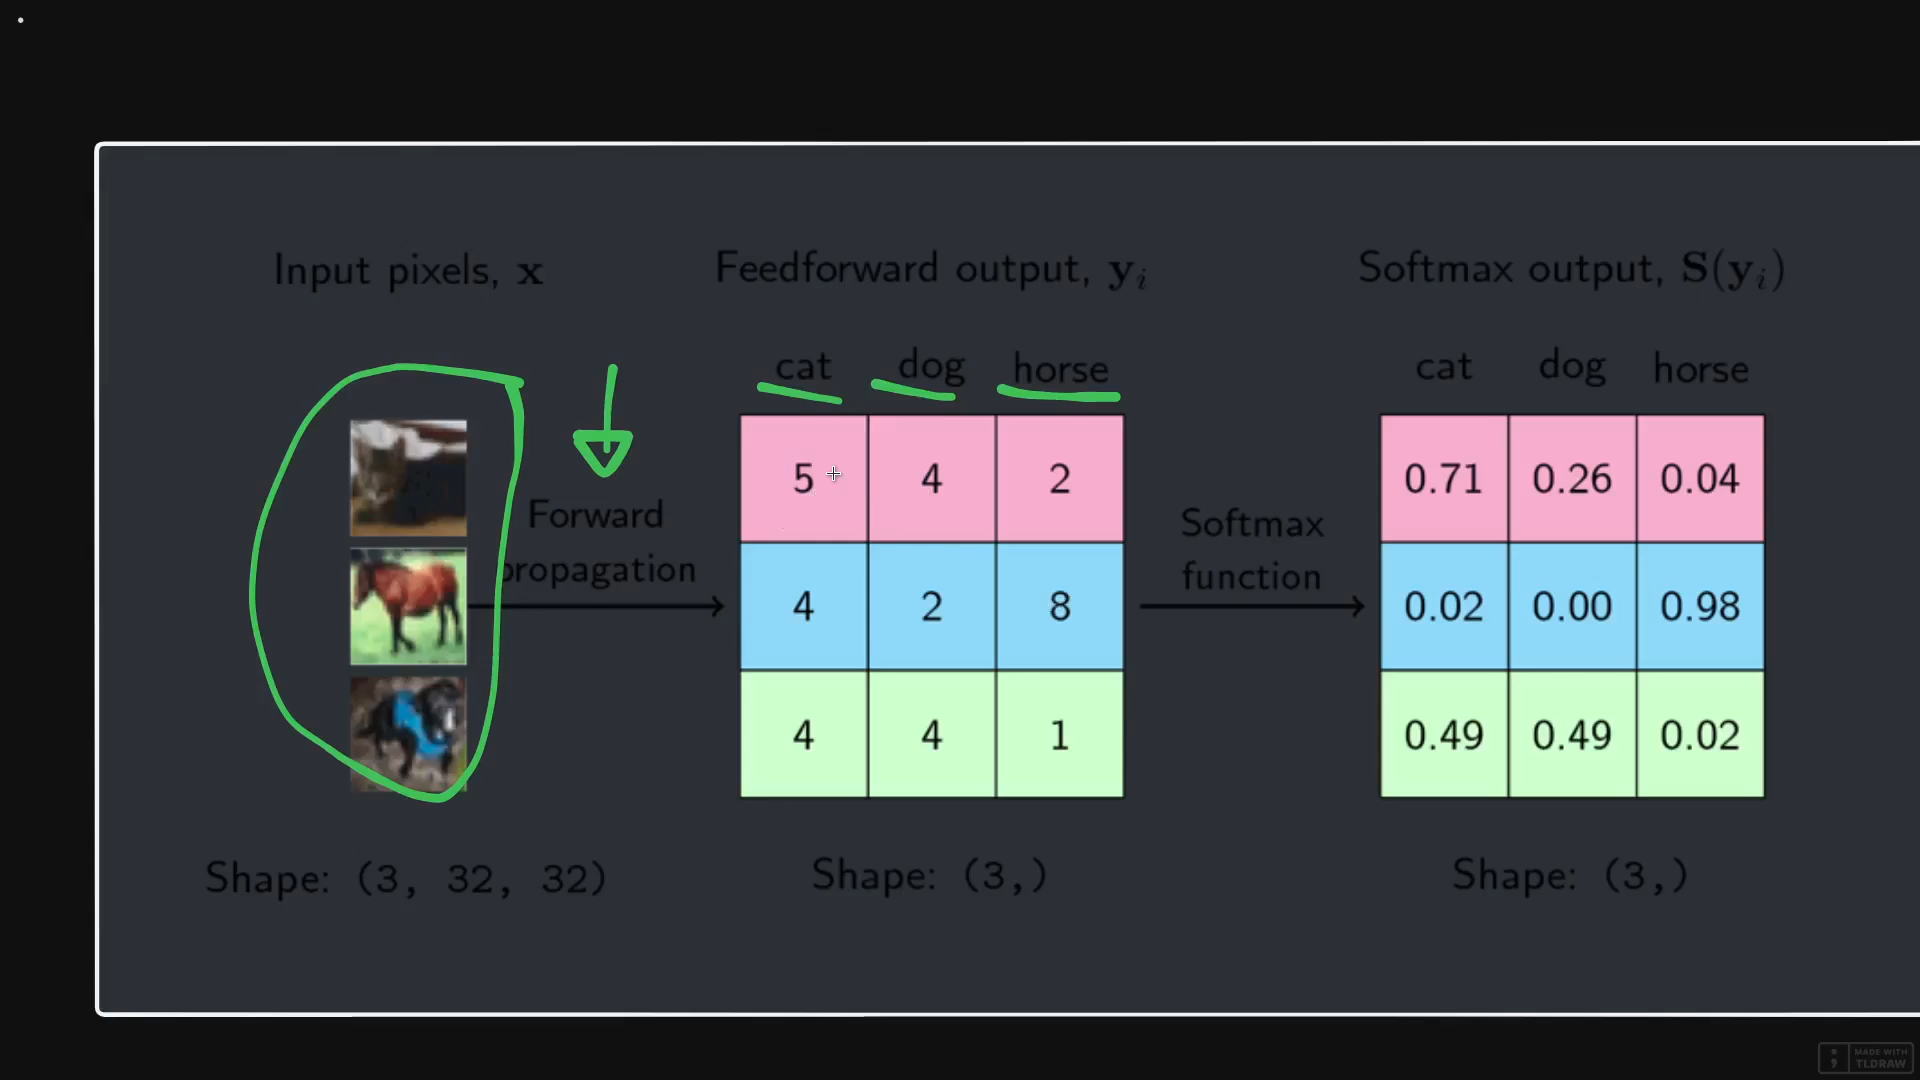 Input pixels, x
Feedforward output, yᵢ
Softmax output, S(yᵢ)
cat dog horse
cat dog horse
Forward
propagation
5 4 2
4 2 8
4 4 1
Softmax
function
0.71 0.26 0.04
0.02 0.00 0.98
0.49 0.49 0.02
Shape: (3, 32, 32)
Shape: (3,)
Shape: (3,)
MADE WITH
TLDRAW